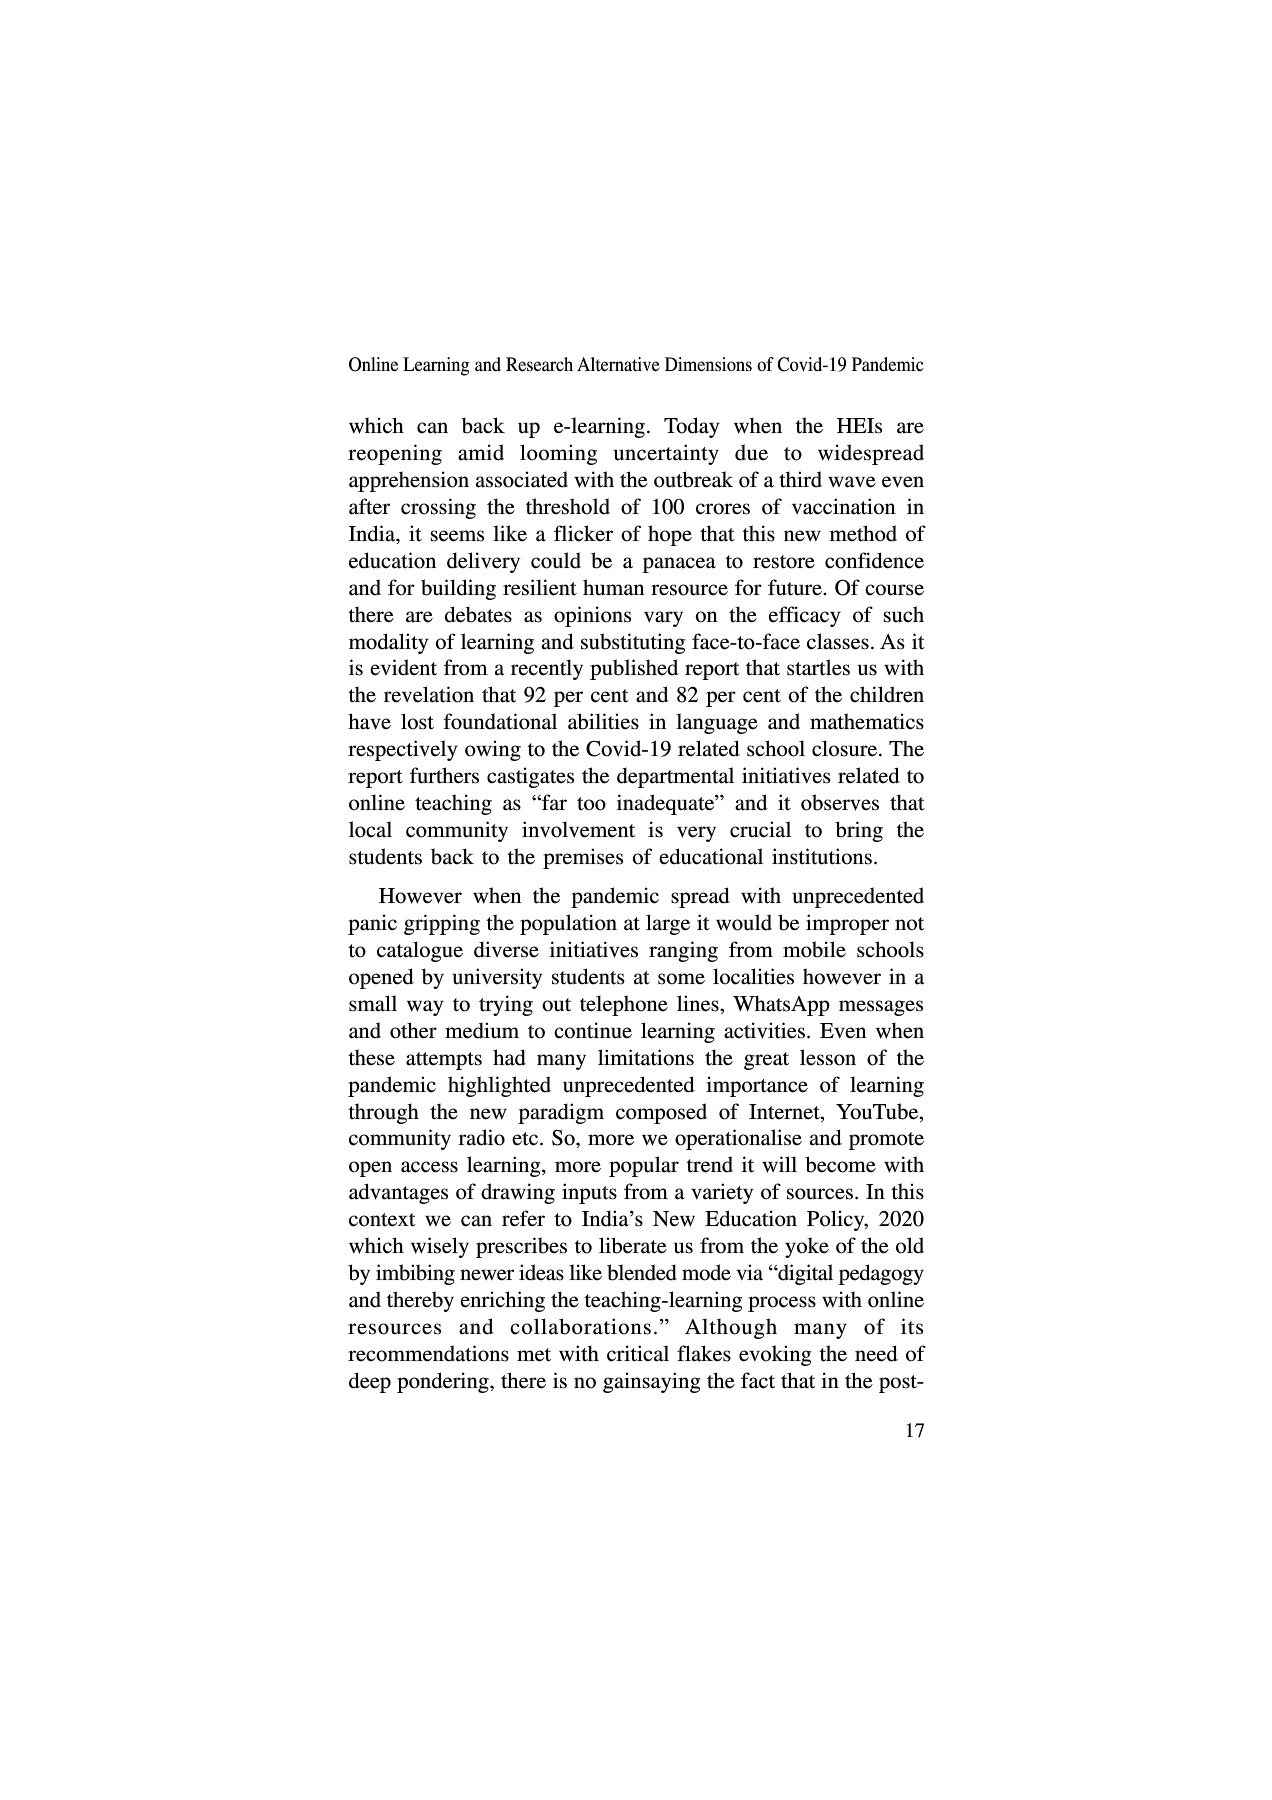 Online Learning and Research Alternative Dimensions of Covid-19 Pandemic
which can back up e-learning. Today when the HEIs are
reopening amid looming uncertainty due to widespread
apprehension associated with the outbreak of a third wave even
after crossing the threshold of 100 crores of vaccination in
India, it seems like a flicker of hope that this new method of
education delivery could be a panacea to restore confidence
and for building resilient human resource for future. Of course
there are debates as opinions vary on the efficacy of such
modality of learning and substituting face-to-face classes. As it
is evident from a recently published report that startles us with
the revelation that 92 per cent and 82 per cent of the children
have lost foundational abilities in language and mathematics
respectively owing to the Covid-19 related school closure. The
report furthers castigates the departmental initiatives related to
online teaching as “far too inadequate” and it observes that
local community involvement is very crucial to bring the
students back to the premises of educational institutions.
However when the pandemic spread with unprecedented
panic gripping the population at large it would be improper not
to catalogue diverse initiatives ranging from mobile schools
opened by university students at some localities however in a
small way to trying out telephone lines, WhatsApp messages
and other medium to continue learning activities. Even when
these attempts had many limitations the great lesson of the
pandemic highlighted unprecedented importance of learning
through the new paradigm composed of Internet, YouTube,
community radio etc. So, more we operationalise and promote
open access learning, more popular trend it will become with
advantages of drawing inputs from a variety of sources. In this
context we can refer to India’s New Education Policy, 2020
which wisely prescribes to liberate us from the yoke of the old
by imbibing newer ideas like blended mode via “digital pedagogy
and thereby enriching the teaching-learning process with online
resources and collaborations.” Although many of its
recommendations met with critical flakes evoking the need of
deep pondering, there is no gainsaying the fact that in the post-
17